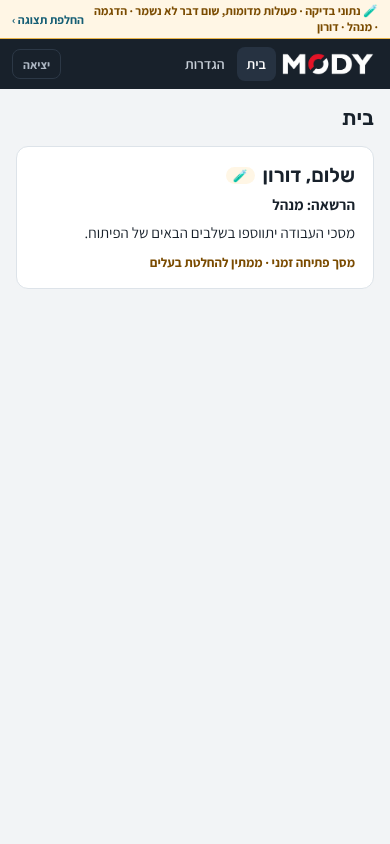 🧪 נתוני בדיקה · פעולות מדומות, שום דבר לא נשמר · הדגמה
· מנהל · דורון
החלפת תצוגה ›
MODY
בית
הגדרות
יציאה
בית
שלום, דורון 🧪
הרשאה: מנהל
מסכי העבודה יתווספו בשלבים הבאים של הפיתוח.
מסך פתיחה זמני · ממתין להחלטת בעלים